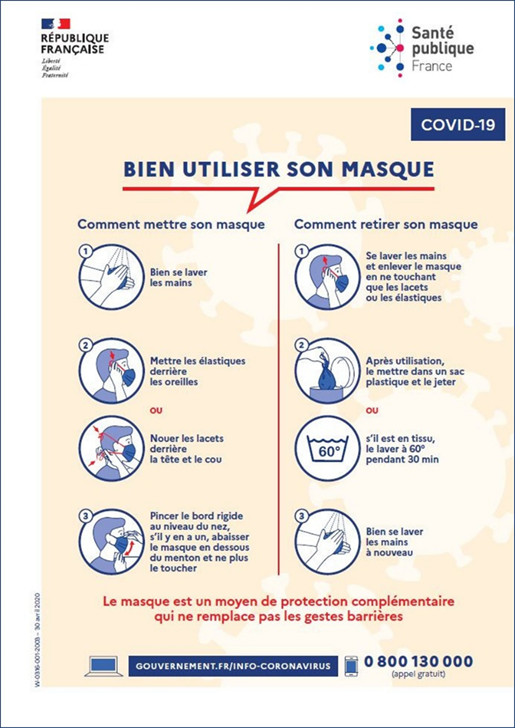 RÉPUBLIQUE
FRANÇAISE
Liberté
Égalité
Fraternité
Santé
publique
France
COVID-19
BIEN UTILISER SON MASQUE
Comment mettre son masque
1
Bien se laver
les mains
2
Mettre les élastiques
derrière
les oreilles
OU
Nouer les lacets
derrière
la tête et le cou
3
Pincer le bord rigide
au niveau du nez,
s'il y en a un, abaisser
le masque en dessous
du menton et ne plus
le toucher
Comment retirer son masque
1
Se laver les mains
et enlever le masque
en ne touchant
que les lacets
ou les élastiques
2
Après utilisation,
le mettre dans un sac
plastique et le jeter
OU
60°
s'il est en tissu,
le laver à 60°
pendant 30 min
3
Bien se laver
les mains
à nouveau
Le masque est un moyen de protection complémentaire
qui ne remplace pas les gestes barrières
W-0316-001-2003 – 30 avril 2020
GOUVERNEMENT.FR/INFO-CORONAVIRUS
0 800 130 000
(appel gratuit)